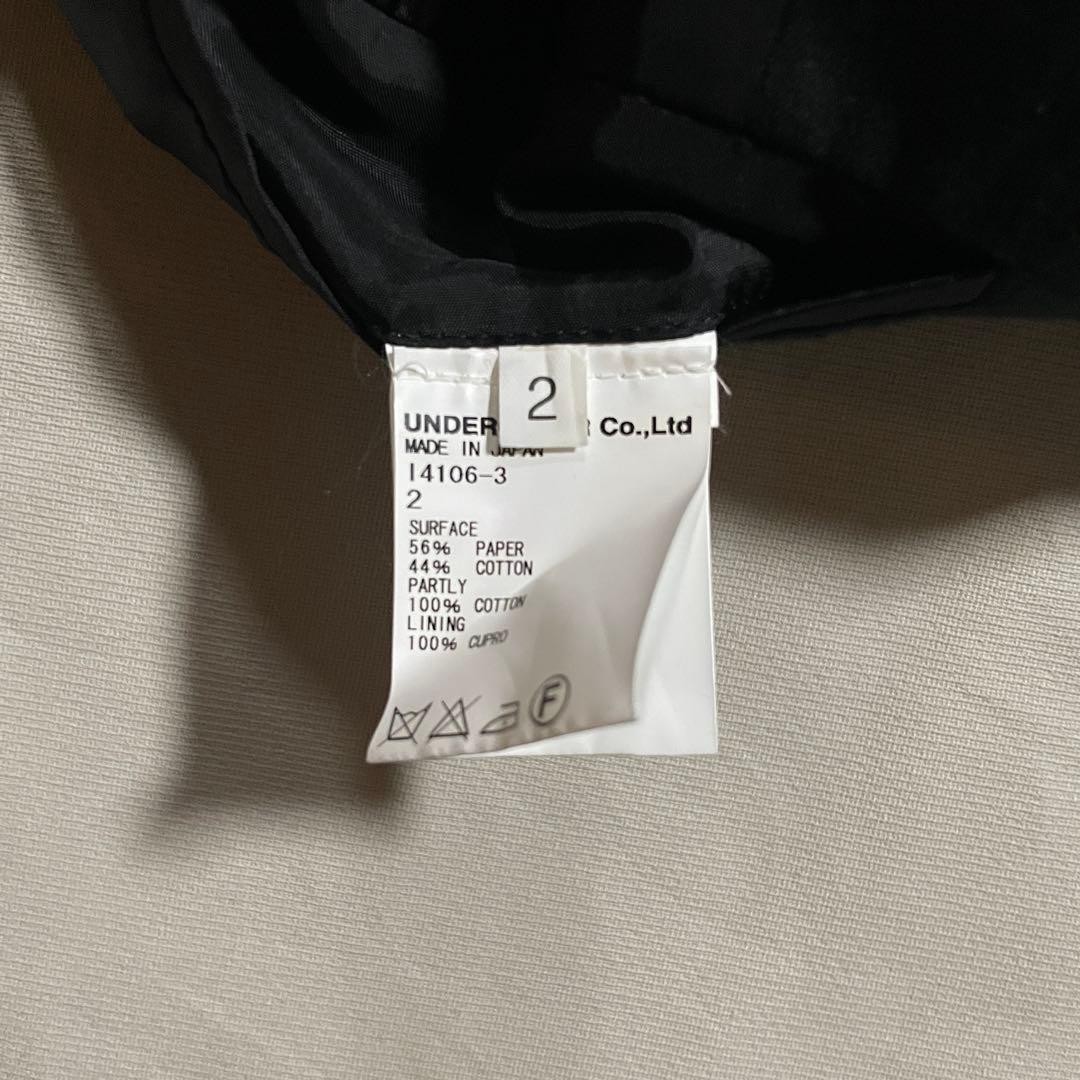 2
UNDER R Co.,Ltd
MADE IN JAPAN
I4106-3
2
SURFACE
56% PAPER
44% COTTON
PARTLY
100% COTTON
LINING
100% CUPRO
F